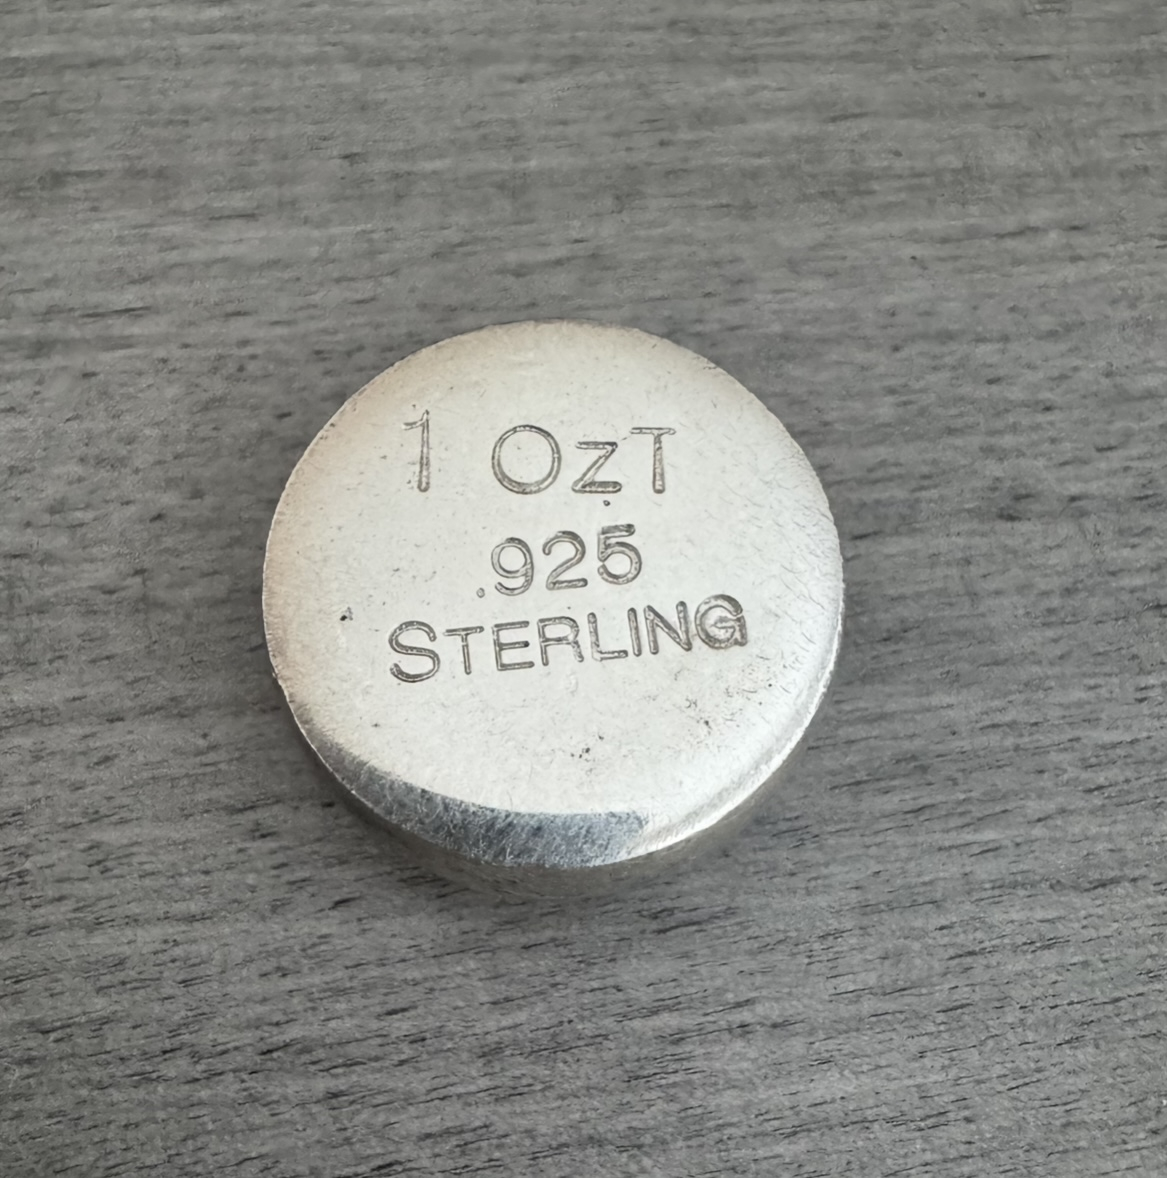 1 OzT
.925
STERLING